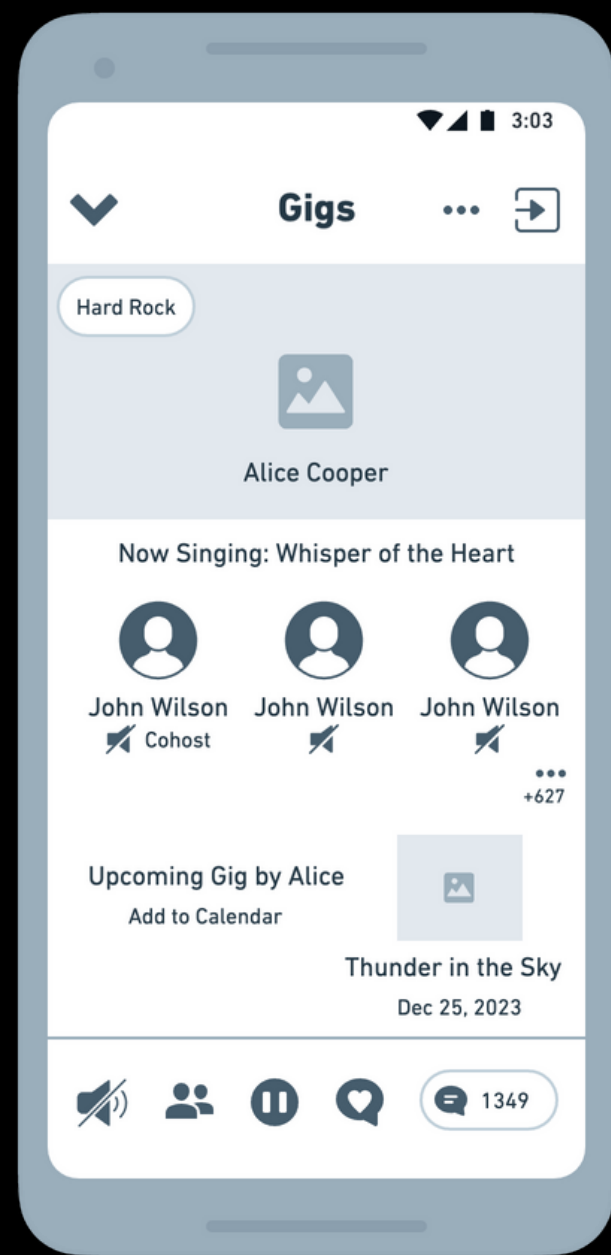 3:03
Gigs
Hard Rock
Alice Cooper
Now Singing: Whisper of the Heart
John Wilson John Wilson John Wilson
Cohost
+627
Upcoming Gig by Alice
Add to Calendar
Thunder in the Sky
Dec 25, 2023
1349